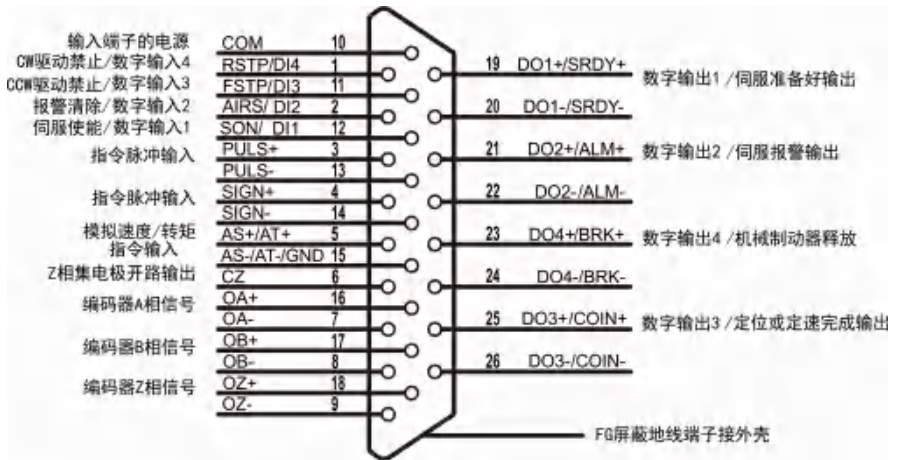 输入端子的电源 COM 10
CW驱动禁止/数字输入4 RSTP/DI4 1
CCW驱动禁止/数字输入3 FSTP/DI3 11
报警清除/数字输入2 AIRS/ DI2 2
伺服使能/数字输入1 SON/ DI1 12
指令脉冲输入 PULS+ 3
PULS- 13
指令脉冲输入 SIGN+ 4
SIGN- 14
模拟速度/转矩
指令输入
AS+/AT+ 5
AS-/AT-/GND 15
Z相集电极开路输出 CZ 6
编码器A相信号 OA+ 16
OA- 7
编码器B相信号 OB+ 17
OB- 8
编码器Z相信号 OZ+ 18
OZ- 9
19 DO1+/SRDY+
数字输出1/伺服准备好输出
20 DO1-/SRDY-
21 DO2+/ALM+ 数字输出2/伺服报警输出
22 DO2-/ALM-
23 DO4+/BRK+ 数字输出4/机械制动器释放
24 DO4-/BRK-
25 DO3+/COIN+ 数字输出3/定位或定速完成输出
26 DO3-/COIN-
FG屏蔽地线端子接外壳